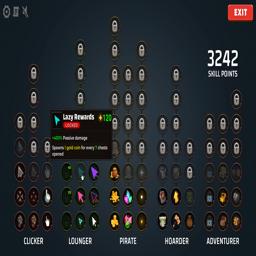 EXIT
3242
SKILL POINTS
Lazy Rewards
120
LOCKED
+400% Passive damage
Spawns 1 gold coin for every 1 chests
opened
CLICKER
LOUNGER
PIRATE
HOARDER
ADVENTURER